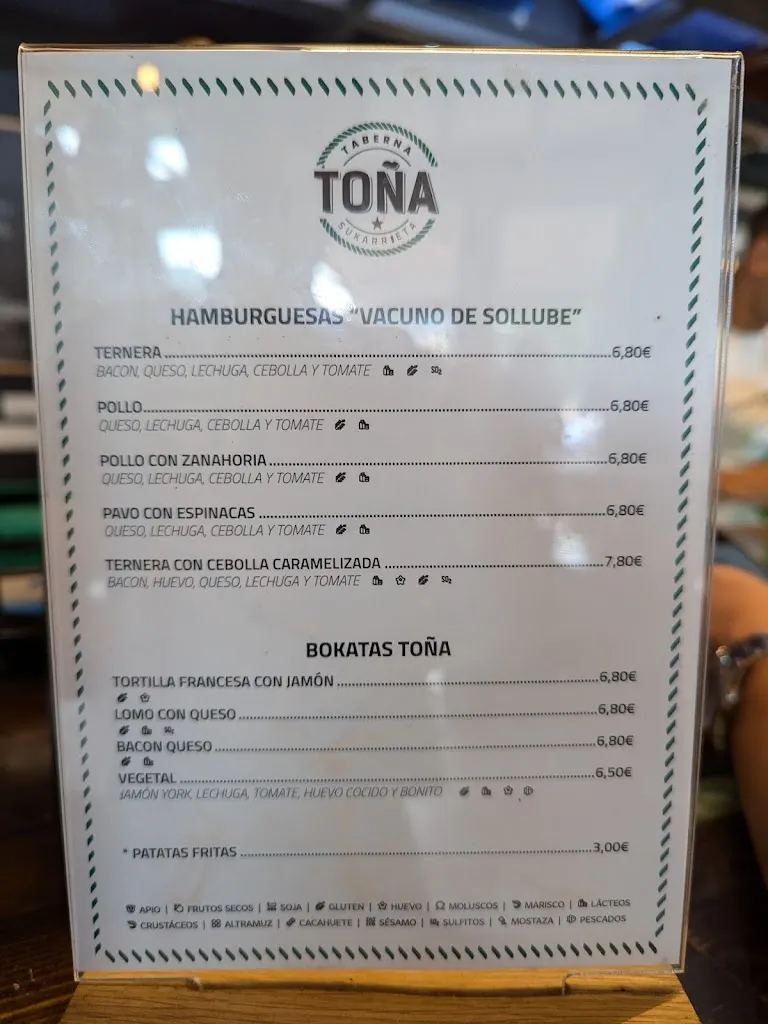 TABERNA
TOÑA
SUKARRIETA
HAMBURGUESAS "VACUNO DE SOLLUBE"
TERNERA 6,80€
BACON, QUESO, LECHUGA, CEBOLLA Y TOMATE SO₂
POLLO 6,80€
QUESO, LECHUGA, CEBOLLA Y TOMATE
POLLO CON ZANAHORIA 6,80€
QUESO, LECHUGA, CEBOLLA Y TOMATE
PAVO CON ESPINACAS 6,80€
QUESO, LECHUGA, CEBOLLA Y TOMATE
TERNERA CON CEBOLLA CARAMELIZADA 7,80€
BACON, HUEVO, QUESO, LECHUGA Y TOMATE SO₂
BOKATAS TOÑA
TORTILLA FRANCESA CON JAMÓN 6,80€
LOMO CON QUESO 6,80€
SO₂
BACON QUESO 6,80€
VEGETAL 6,50€
JAMÓN YORK, LECHUGA, TOMATE, HUEVO COCIDO Y BONITO
* PATATAS FRITAS 3,00€
APIO | FRUTOS SECOS | SOJA | GLUTEN | HUEVO | MOLUSCOS | MARISCO | LÁCTEOS
CRUSTÁCEOS | ALTRAMUZ | CACAHUETE | SÉSAMO | SO₂ SULFITOS | MOSTAZA | PESCADOS